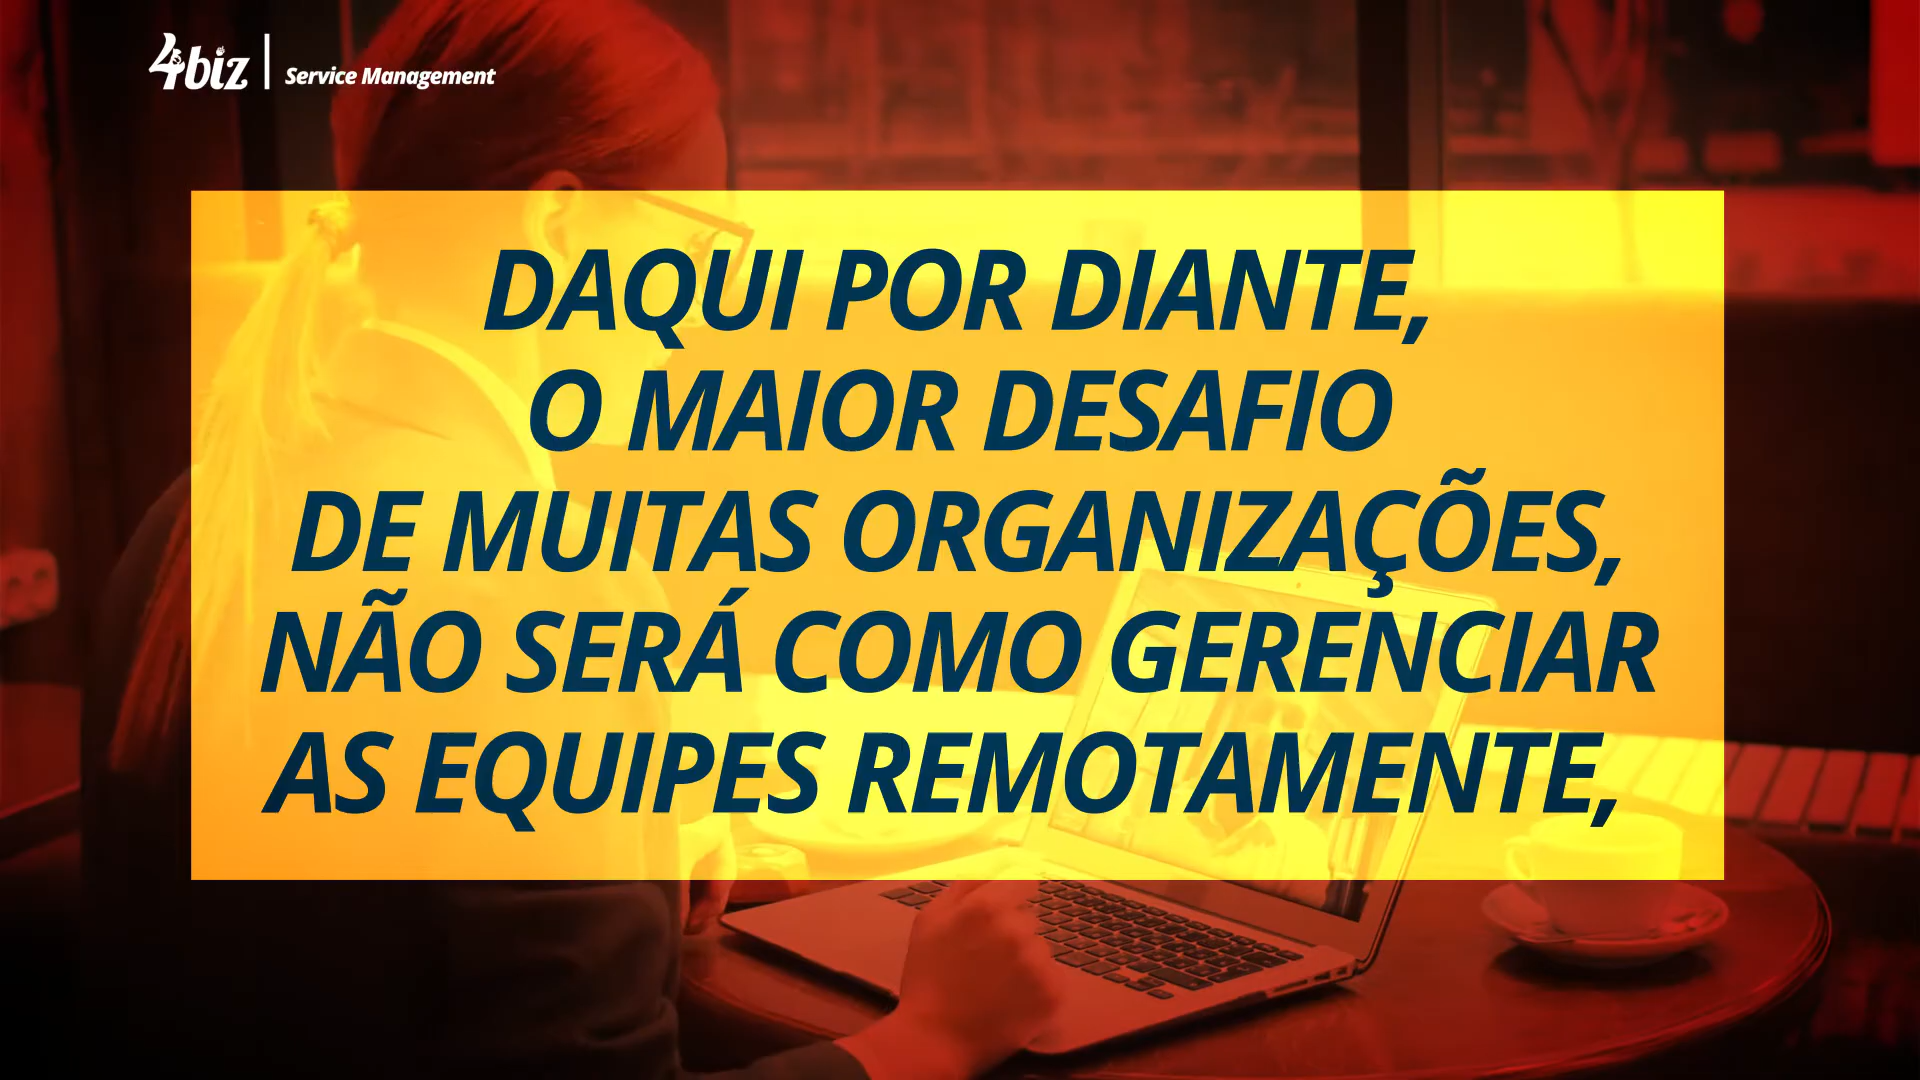 4biz | Service Management
DAQUI POR DIANTE,
O MAIOR DESAFIO
DE MUITAS ORGANIZAÇÕES,
NÃO SERÁ COMO GERENCIAR
AS EQUIPES REMOTAMENTE,